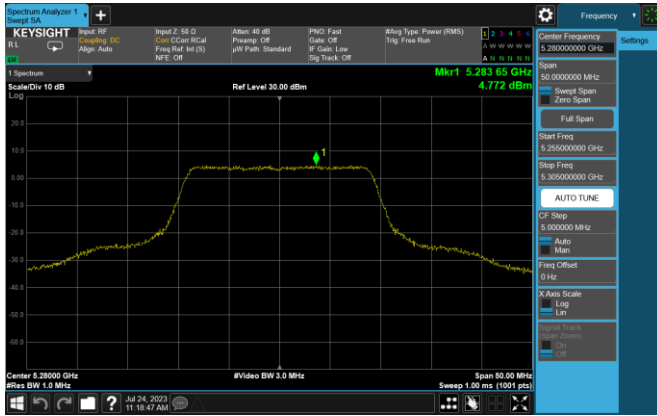 Spectrum Analyzer 1
Swept SA
+
Frequency
KEYSIGHT
R L
Input: RF
Coupling: DC
Align: Auto
Input Z: 50 Ω
Corr CCorr RCal
Freq Ref: Int (S)
NFE: Off
Atten: 40 dB
Preamp: Off
µW Path: Standard
PNO: Fast
Gate: Off
IF Gain: Low
Sig Track: Off
#Avg Type: Power (RMS)
Trig: Free Run
1 2 3 4 5 6
A W W W W W
A N N N N N
Center Frequency
5.280000000 GHz
Settings
1 Spectrum
Scale/Div 10 dB
Log
Ref Level 30.00 dBm
Mkr1 5.283 65 GHz
4.772 dBm
Span
50.0000000 MHz
Swept Span
Zero Span
Full Span
Start Freq
5.255000000 GHz
Stop Freq
5.305000000 GHz
AUTO TUNE
CF Step
5.000000 MHz
Auto
Man
Freq Offset
0 Hz
X Axis Scale
Log
Lin
Signal Track
(Span Zoom)
On
Off
20.0
10.0
1
0.00
-10.0
-20.0
-30.0
-40.0
-50.0
-60.0
Center 5.28000 GHz
#Res BW 1.0 MHz
#Video BW 3.0 MHz
Span 50.00 MHz
Sweep 1.00 ms (1001 pts)
?
Jul 24, 2023
11:18:47 AM